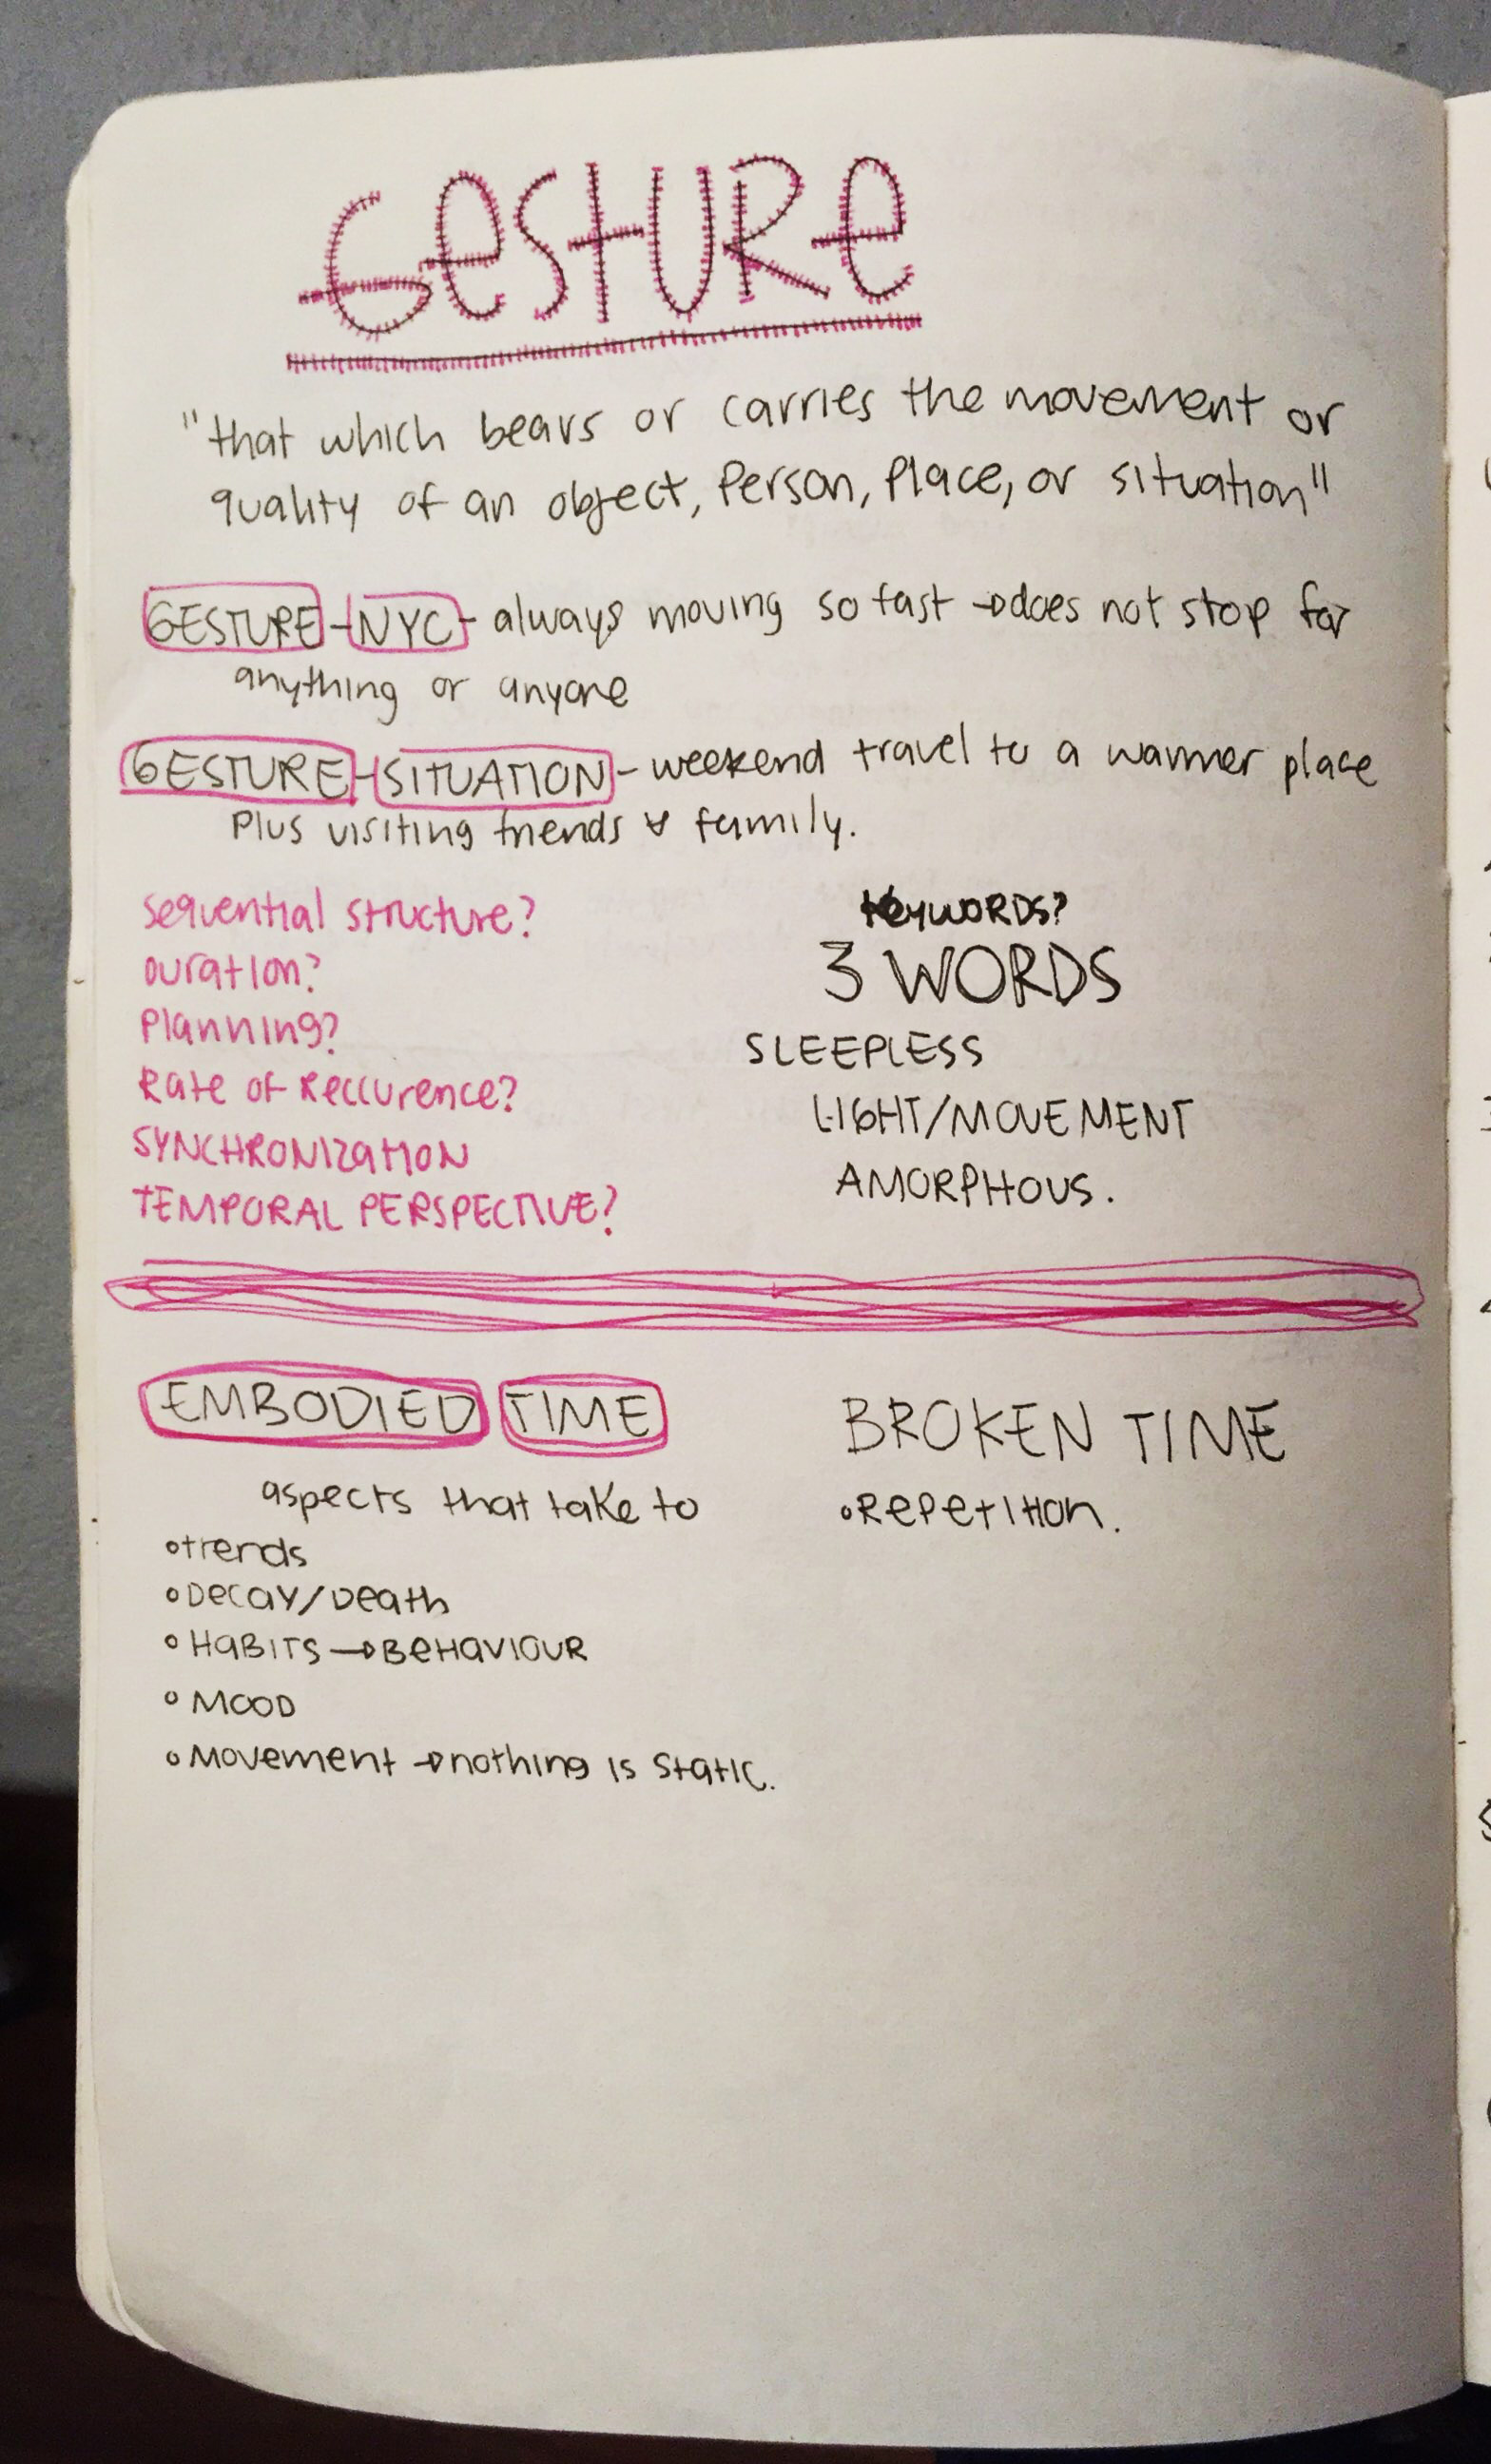 GESTURE
"that which bears or carries the movement or
quality of an object, Person, Place, or situation"
GESTURE - NYC - always moving so fast → does not stop for
anything or anyone
GESTURE - SITUATION - weekend travel to a warmer place
Plus visiting friends & family.
Sequential structure?
Duration?
Planning?
Rate of Reccurence?
SYNCHRONIZATION
TEMPORAL PERSPECTIVE?
KeyWORDS?
3 WORDS
SLEEPLESS
LIGHT/MOVEMENT
AMORPHOUS.
EMBODIED TIME
aspects that take to
• trends
• Decay/Death
• HABITS → BEHAVIOUR
• MOOD
• Movement → nothing is static.
BROKEN TIME
• Repetition.